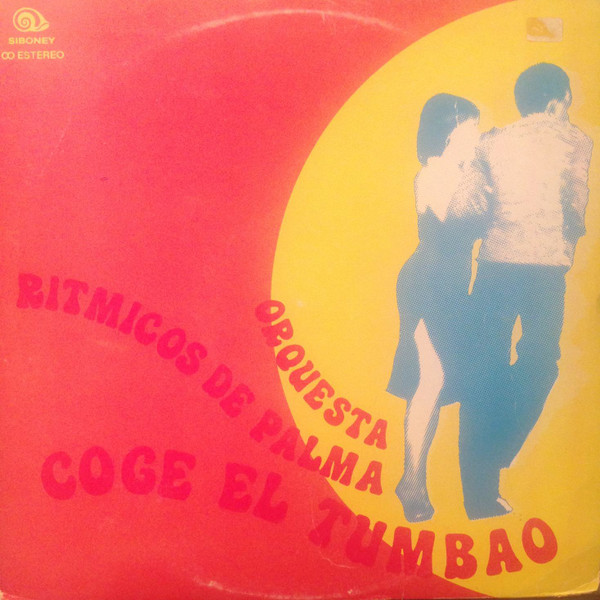 SIBONEY
ESTEREO
ORQUESTA
RITMICOS DE PALMA
COGE EL TUMBAO